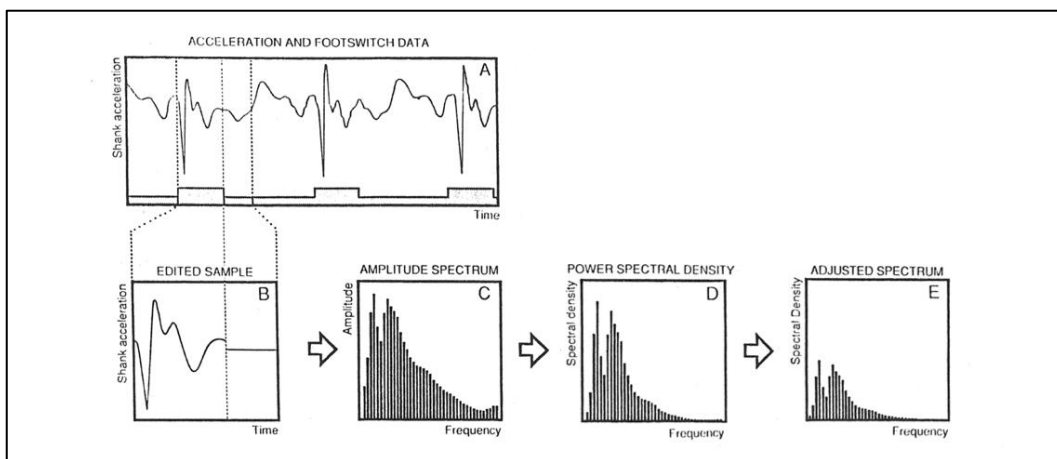 ACCELERATION AND FOOTSWITCH DATA
A
Shank acceleration
Time
EDITED SAMPLE
B
Shank acceleration
Time
AMPLITUDE SPECTRUM
C
Amplitude
Frequency
POWER SPECTRAL DENSITY
D
Spectral density
Frequency
ADJUSTED SPECTRUM
E
Spectral Density
Frequency